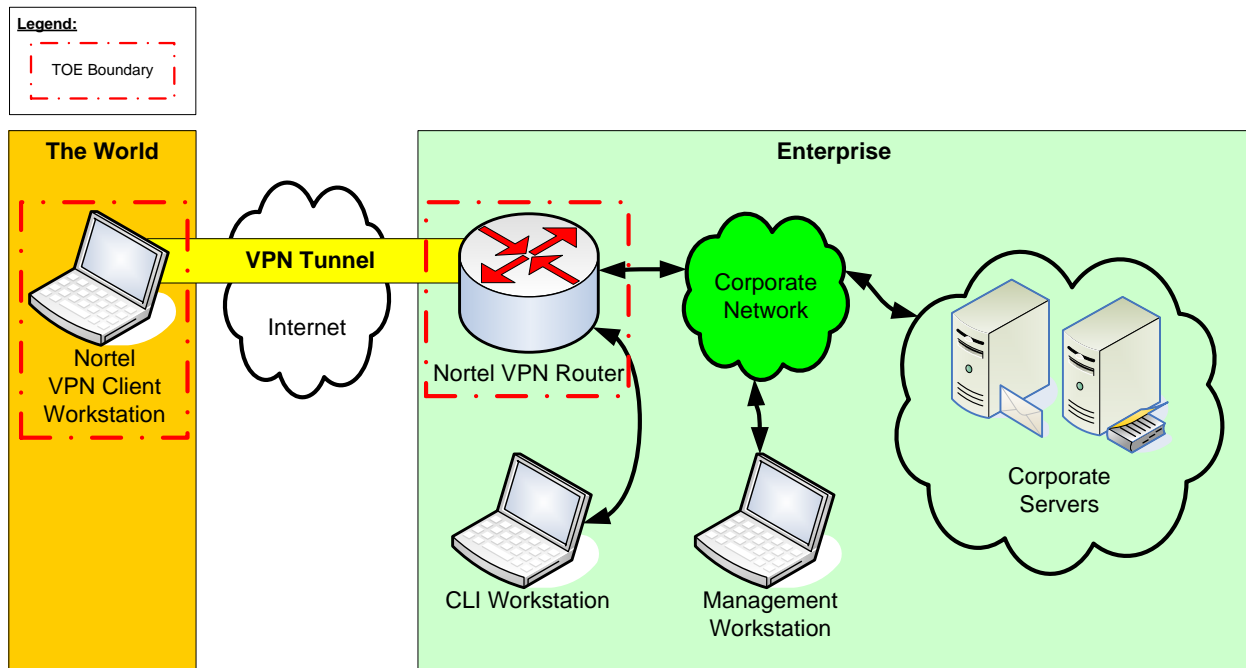 Legend:
TOE Boundary
The World
Enterprise
VPN Tunnel
Internet
Nortel
VPN Client
Workstation
Nortel VPN Router
Corporate
Network
CLI Workstation
Management
Workstation
Corporate
Servers